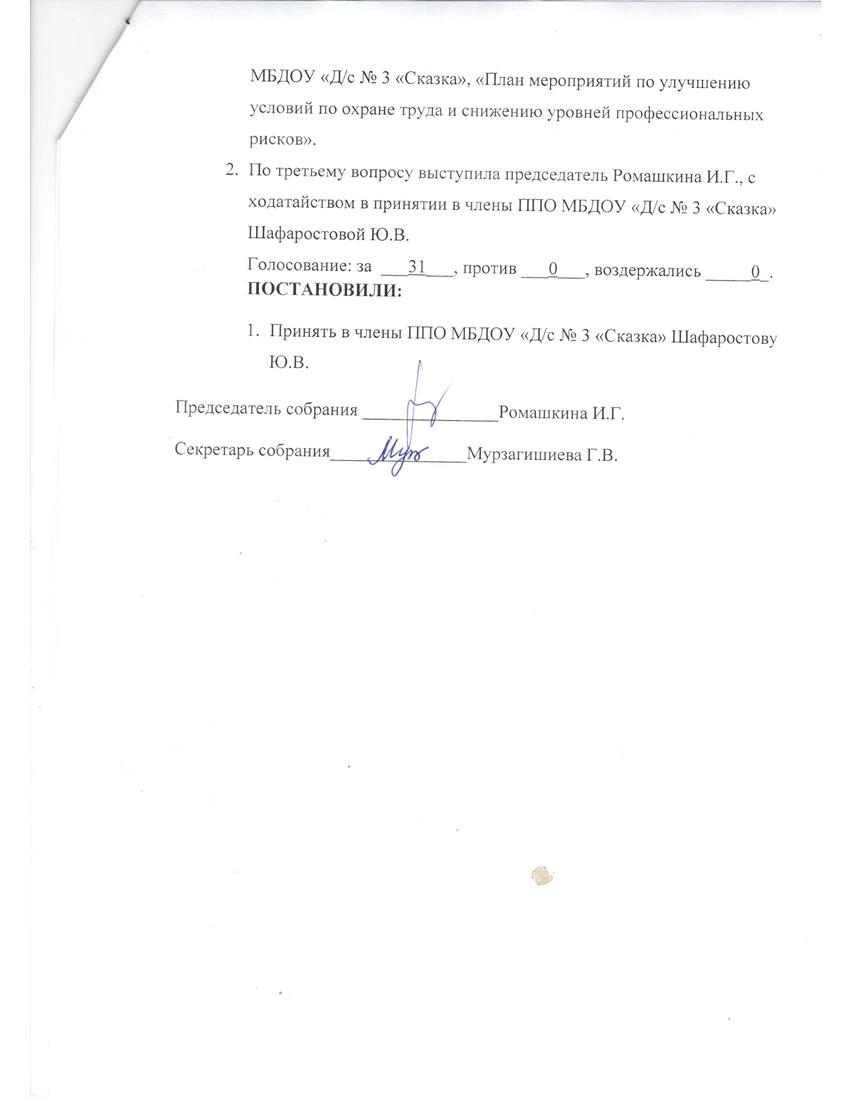 МБДОУ «Д/с № 3 «Сказка», «План мероприятий по улучшению
условий по охране труда и снижению уровней профессиональных
рисков».
2. По третьему вопросу выступила председатель Ромашкина И.Г., с
ходатайством в принятии в члены ППО МБДОУ «Д/с № 3 «Сказка»
Шафаростовой Ю.В.
Голосование: за ___31___, против ___0___, воздержались _____0_.
ПОСТАНОВИЛИ:
1. Принять в члены ППО МБДОУ «Д/с № 3 «Сказка» Шафаростову
Ю.В.
Председатель собрания _______________Ромашкина И.Г.
Секретарь собрания_______________Мурзагишиева Г.В.